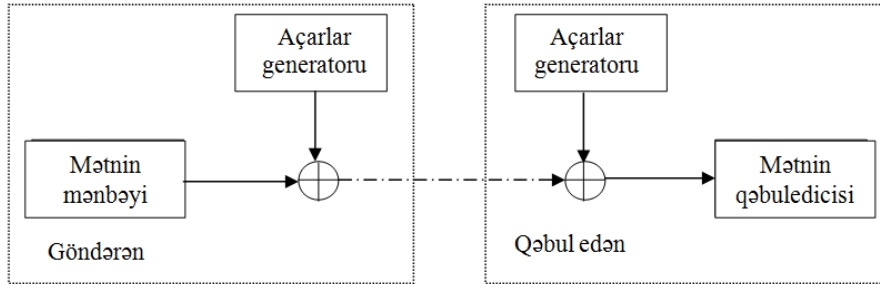 Açarlar
generatoru
Mətnin
mənbəyi
Göndərən
Açarlar
generatoru
Mətnin
qəbuledicisi
Qəbul edən